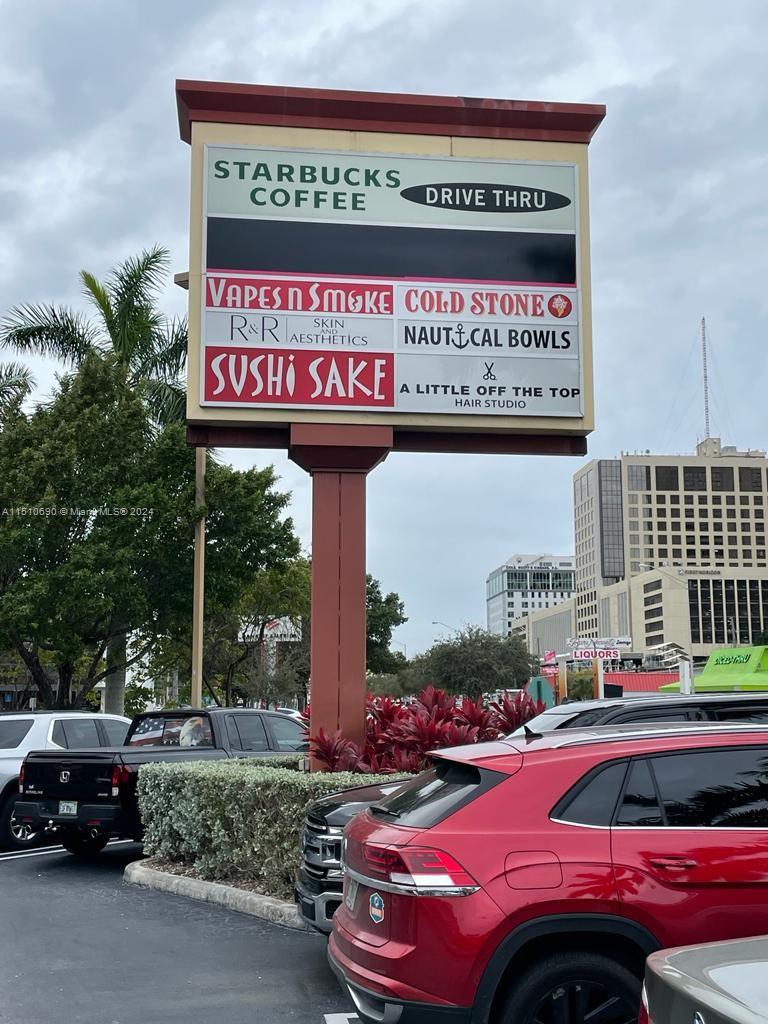 STARBUCKS
COFFEE
DRIVE THRU
VAPES N SMOKE
COLD STONE
R&R SKIN AND AESTHETICS
NAUTICAL BOWLS
SUSHI SAKE
A LITTLE OFF THE TOP
HAIR STUDIO
A11510690 © Miami MLS® 2024
LIQUORS